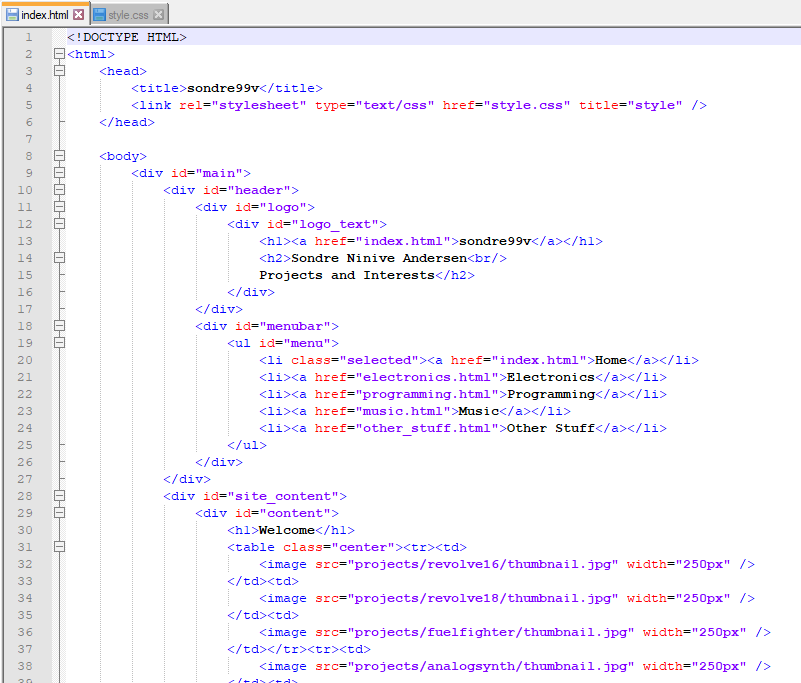 index.html style.css
1 <!DOCTYPE HTML>
2 <html>
3 <head>
4 <title>sondre99v</title>
5 <link rel="stylesheet" type="text/css" href="style.css" title="style" />
6 </head>
7
8 <body>
9 <div id="main">
10 <div id="header">
11 <div id="logo">
12 <div id="logo_text">
13 <h1><a href="index.html">sondre99v</a></h1>
14 <h2>Sondre Ninive Andersen<br/>
15 Projects and Interests</h2>
16 </div>
17 </div>
18 <div id="menubar">
19 <ul id="menu">
20 <li class="selected"><a href="index.html">Home</a></li>
21 <li><a href="electronics.html">Electronics</a></li>
22 <li><a href="programming.html">Programming</a></li>
23 <li><a href="music.html">Music</a></li>
24 <li><a href="other_stuff.html">Other Stuff</a></li>
25 </ul>
26 </div>
27 </div>
28 <div id="site_content">
29 <div id="content">
30 <h1>Welcome</h1>
31 <table class="center"><tr><td>
32 <image src="projects/revolve16/thumbnail.jpg" width="250px" />
33 </td><td>
34 <image src="projects/revolve18/thumbnail.jpg" width="250px" />
35 </td><td>
36 <image src="projects/fuelfighter/thumbnail.jpg" width="250px" />
37 </td></tr><tr><td>
38 <image src="projects/analogsynth/thumbnail.jpg" width="250px" />
39 </td><td>